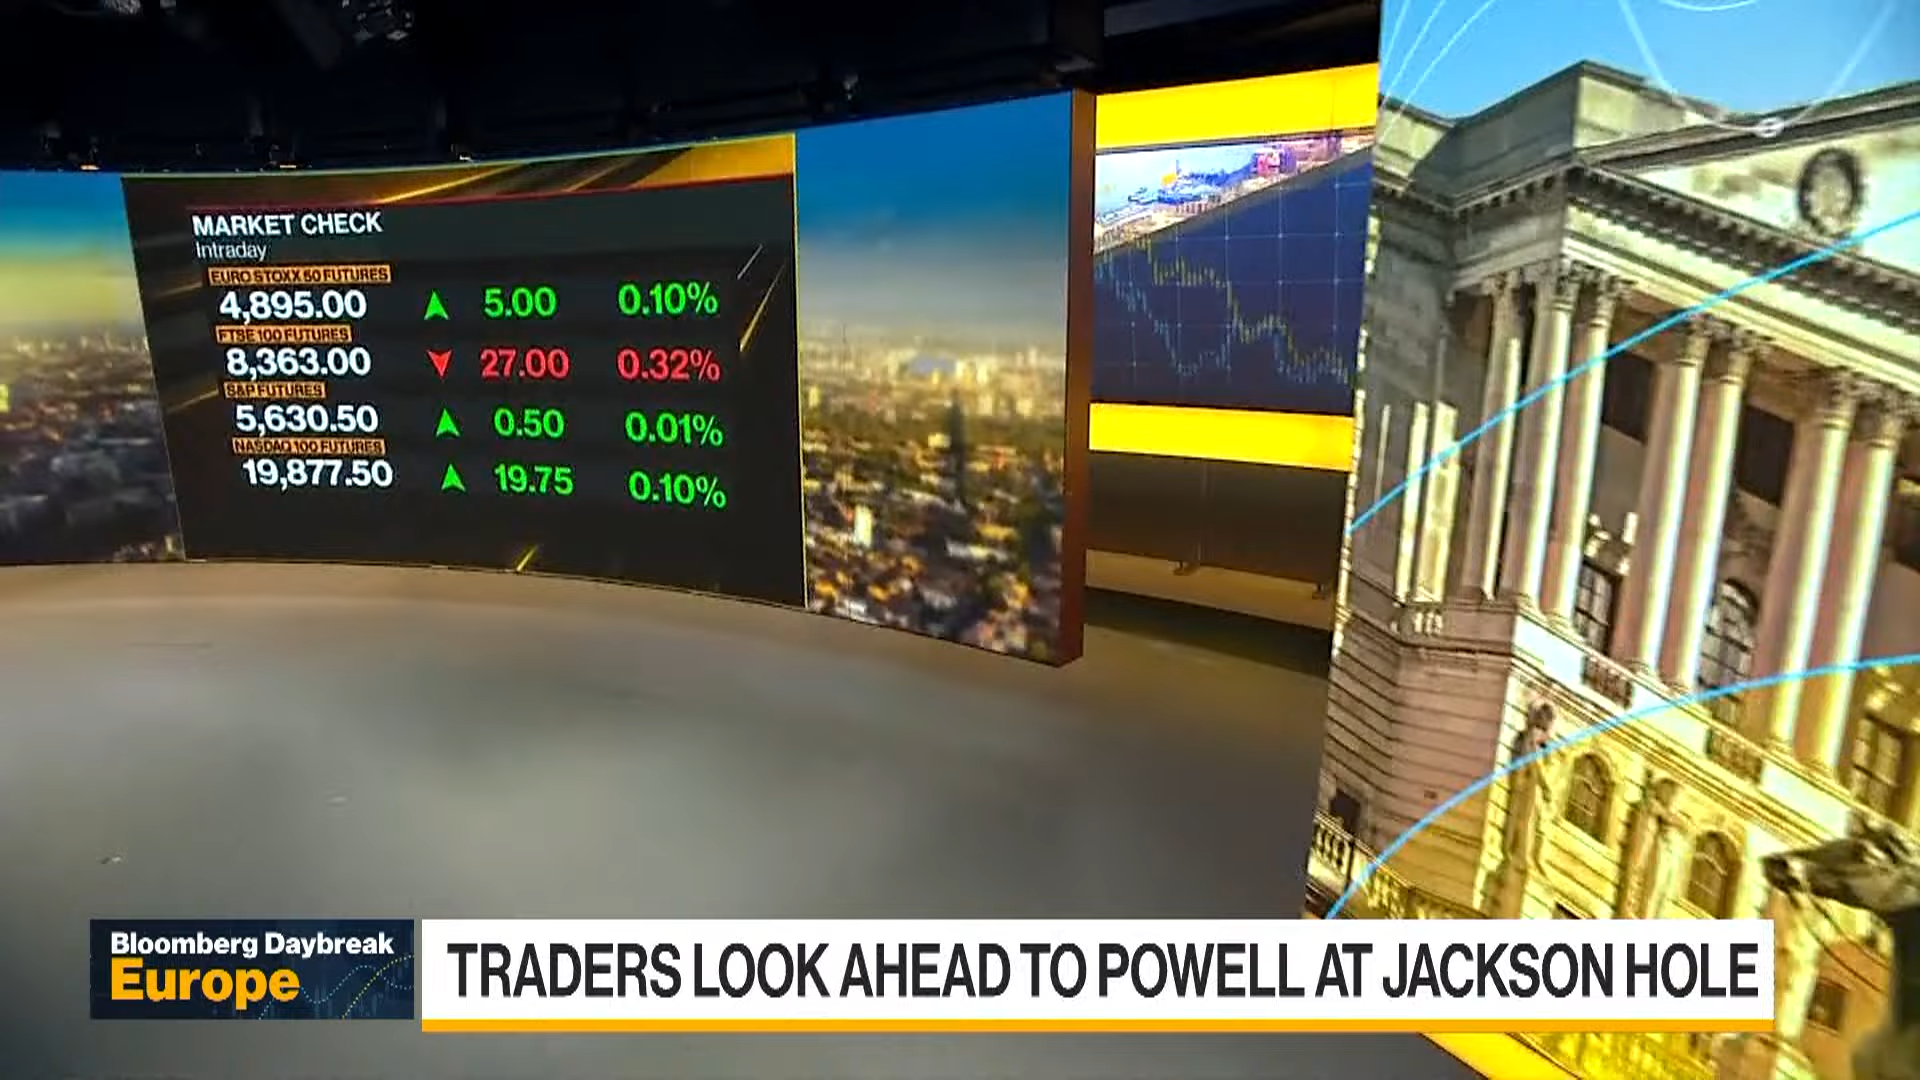 MARKET CHECK
Intraday
EURO STOXX 50 FUTURES
4,895.00 ▲ 5.00 0.10%
FTSE 100 FUTURES
8,363.00 ▼ 27.00 0.32%
S&P FUTURES
5,630.50 ▲ 0.50 0.01%
NASDAQ 100 FUTURES
19,877.50 ▲ 19.75 0.10%
Bloomberg Daybreak
Europe
TRADERS LOOK AHEAD TO POWELL AT JACKSON HOLE